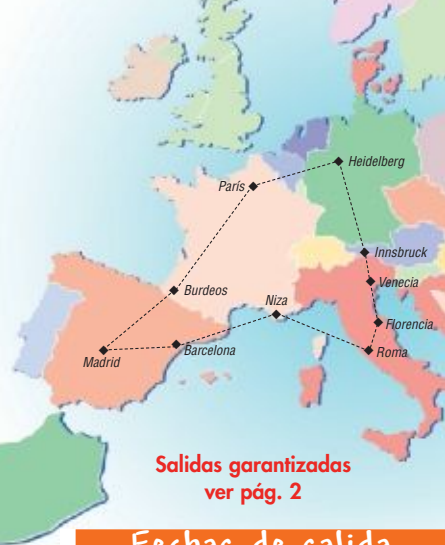 Heidelberg
París
Innsbruck
Venecia
Burdeos
Niza
Florencia
Barcelona
Roma
Madrid
Salidas garantizadas
ver pág. 2
Fechas de salida